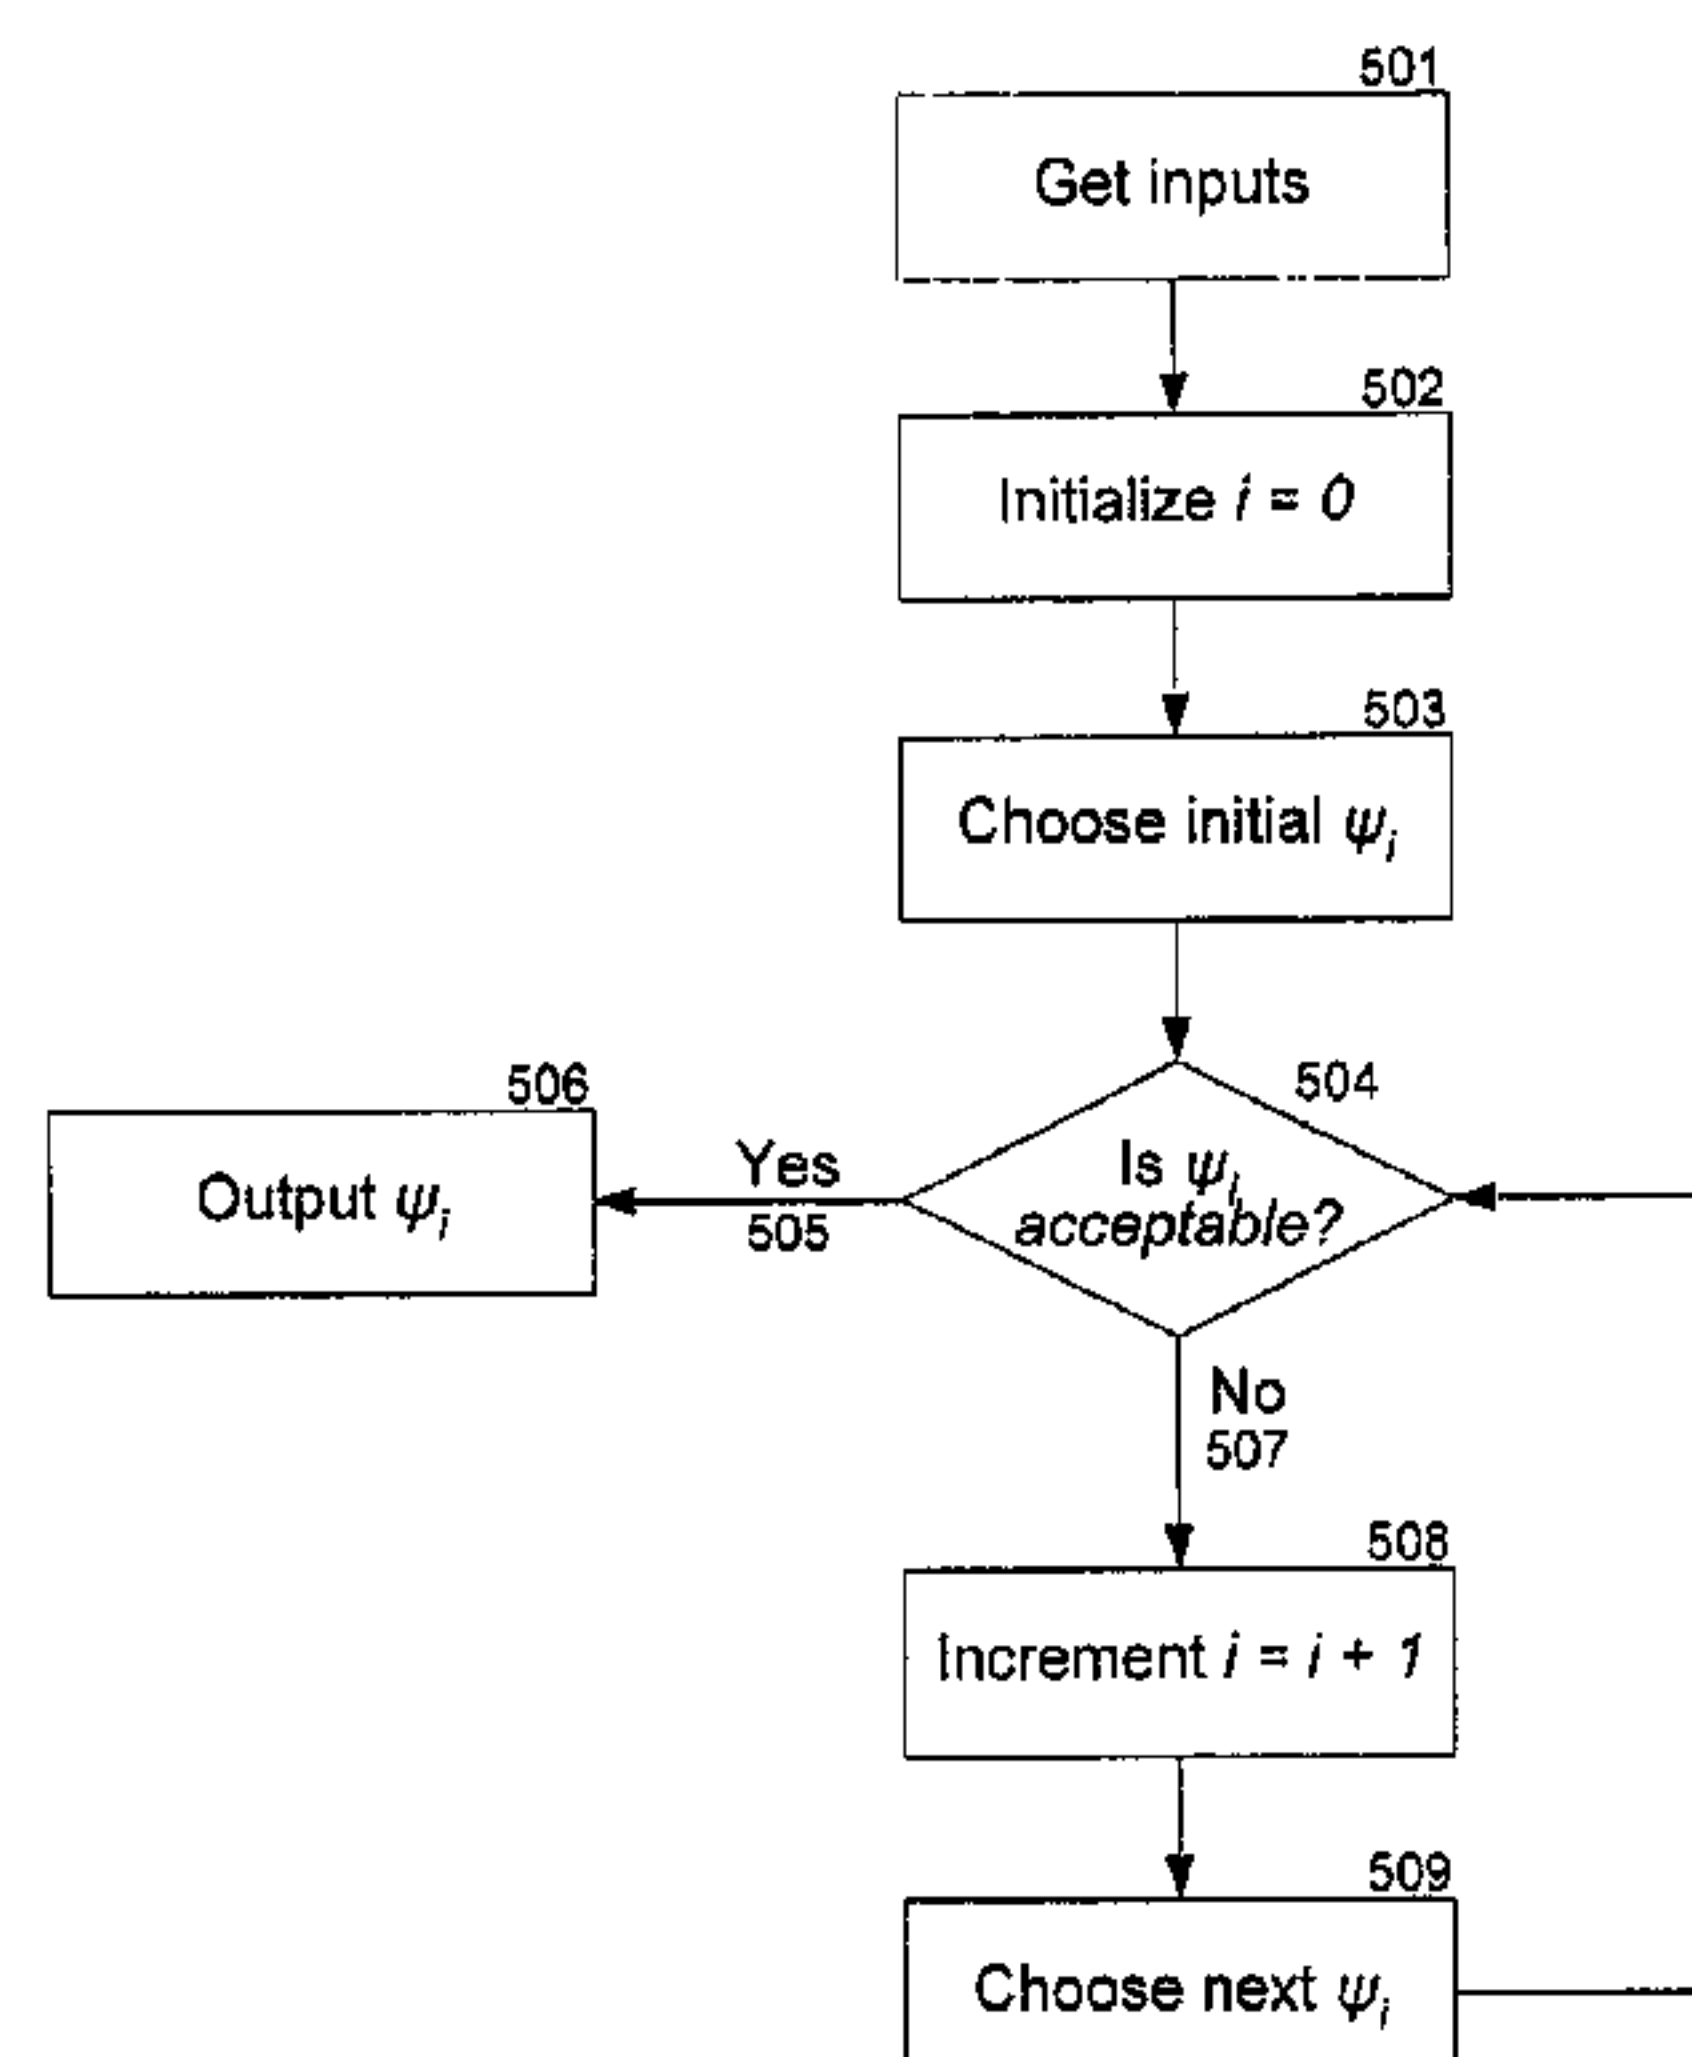 501
Get inputs
502
Initialize i = 0
503
Choose initial ψi
504
Is ψi
acceptable?
Yes
505
506
Output ψi
No
507
508
Increment i = i + 1
509
Choose next ψi